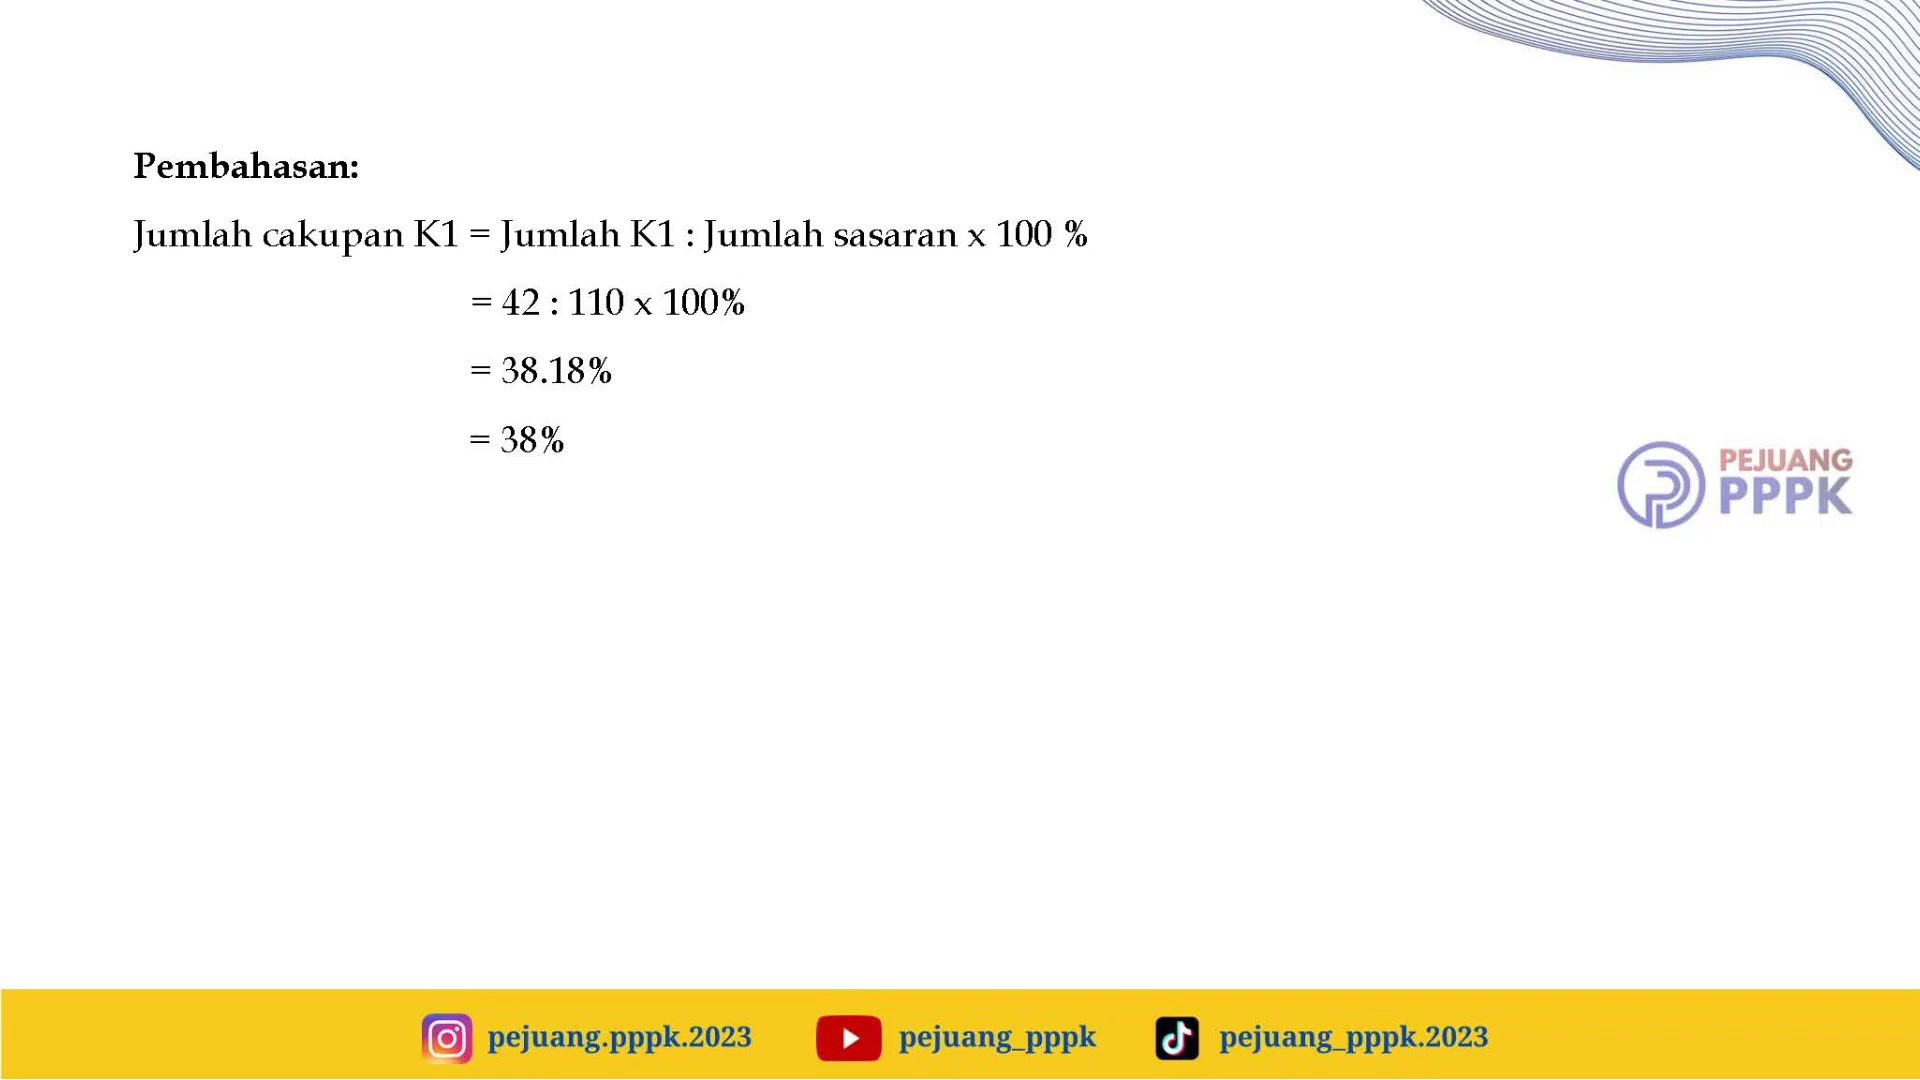 Pembahasan:
Jumlah cakupan K1 = Jumlah K1 : Jumlah sasaran x 100 %
= 42 : 110 x 100%
= 38.18%
= 38%
PEJUANG
PPPK
pejuang.pppk.2023
pejuang_pppk
pejuang_pppk.2023